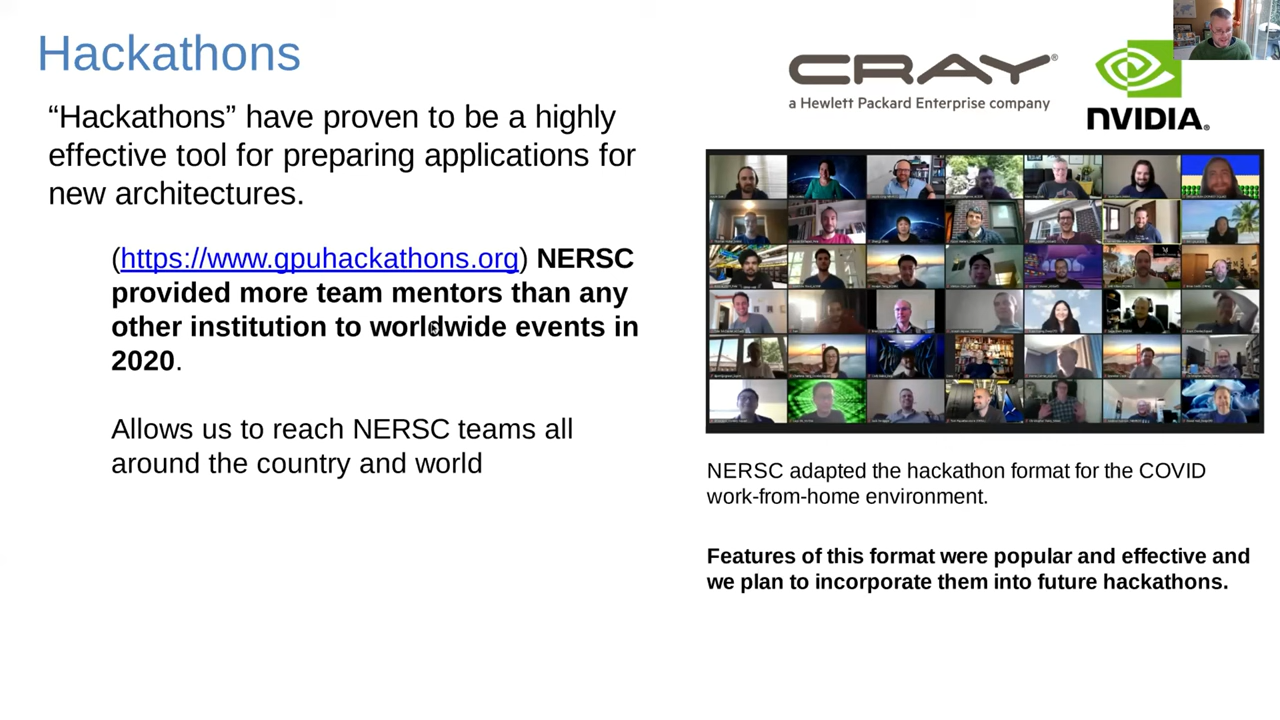 Hackathons
“Hackathons” have proven to be a highly
effective tool for preparing applications for
new architectures.
(https://www.gpuhackathons.org) NERSC
provided more team mentors than any
other institution to worldwide events in
2020.
Allows us to reach NERSC teams all
around the country and world
CRAY®
a Hewlett Packard Enterprise company
NVIDIA®
NERSC adapted the hackathon format for the COVID
work-from-home environment.
Features of this format were popular and effective and
we plan to incorporate them into future hackathons.